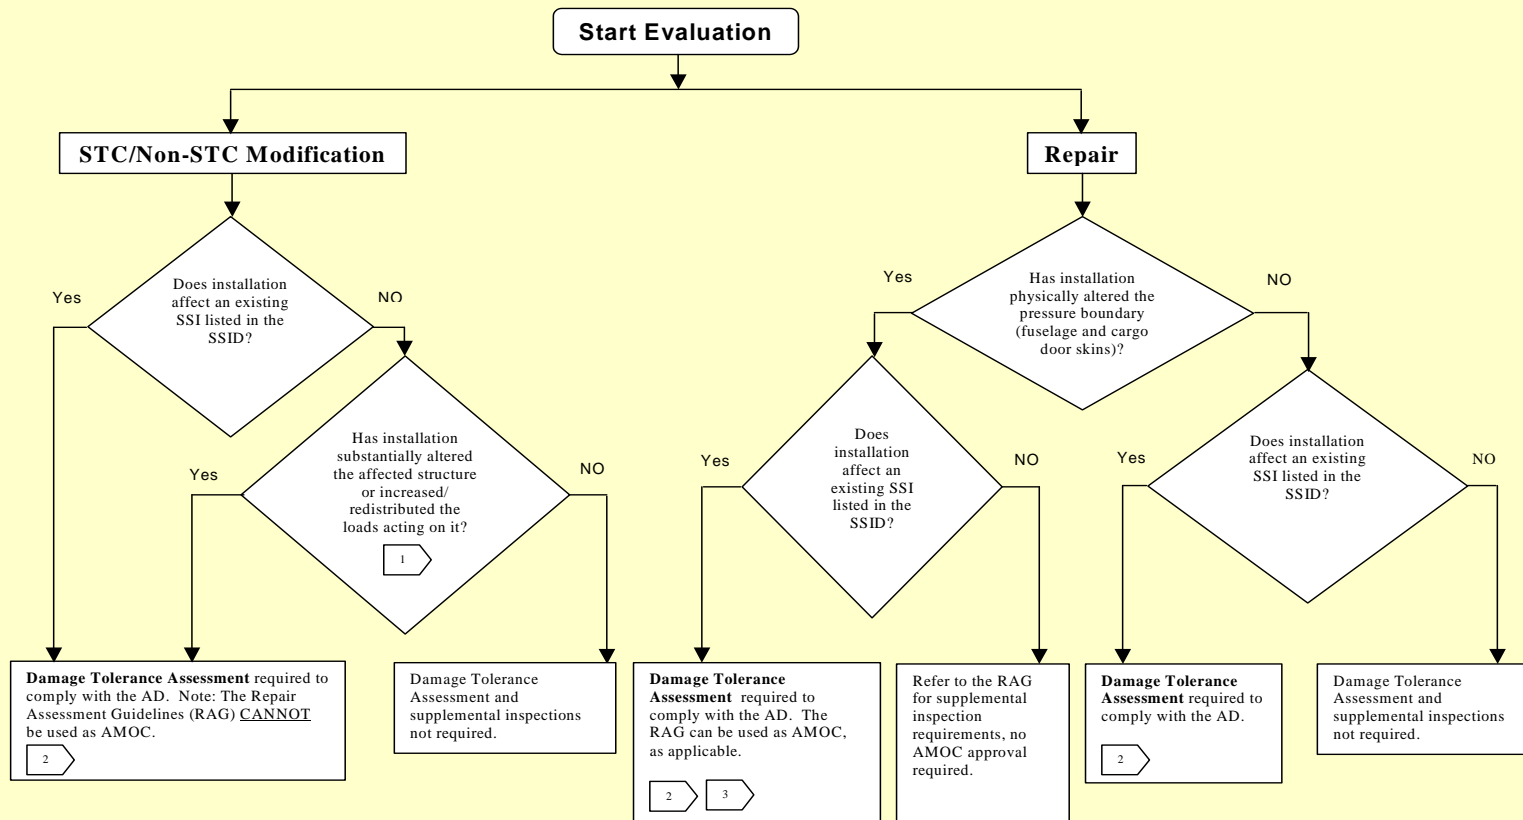 Start Evaluation
STC/Non-STC Modification
Repair
Does installation
affect an existing
SSI listed in the
SSID?
Yes
NO
Has installation
substantially altered
the affected structure
or increased/
redistributed the
loads acting on it?
1
Yes
NO
Damage Tolerance Assessment required to
comply with the AD. Note: The Repair
Assessment Guidelines (RAG) CANNOT
be used as AMOC.
2
Damage Tolerance
Assessment and
supplemental inspections
not required.
Has installation
physically altered the
pressure boundary
(fuselage and cargo
door skins)?
Yes
NO
Does
installation
affect an
existing SSI
listed in the
SSID?
Yes
NO
Does installation
affect an existing
SSI listed in the
SSID?
Yes
NO
Damage Tolerance
Assessment required to
comply with the AD. The
RAG can be used as AMOC,
as applicable.
2
3
Refer to the RAG
for supplemental
inspection
requirements, no
AMOC approval
required.
Damage Tolerance
Assessment required to
comply with the AD.
2
Damage Tolerance
Assessment and
supplemental inspections
not required.